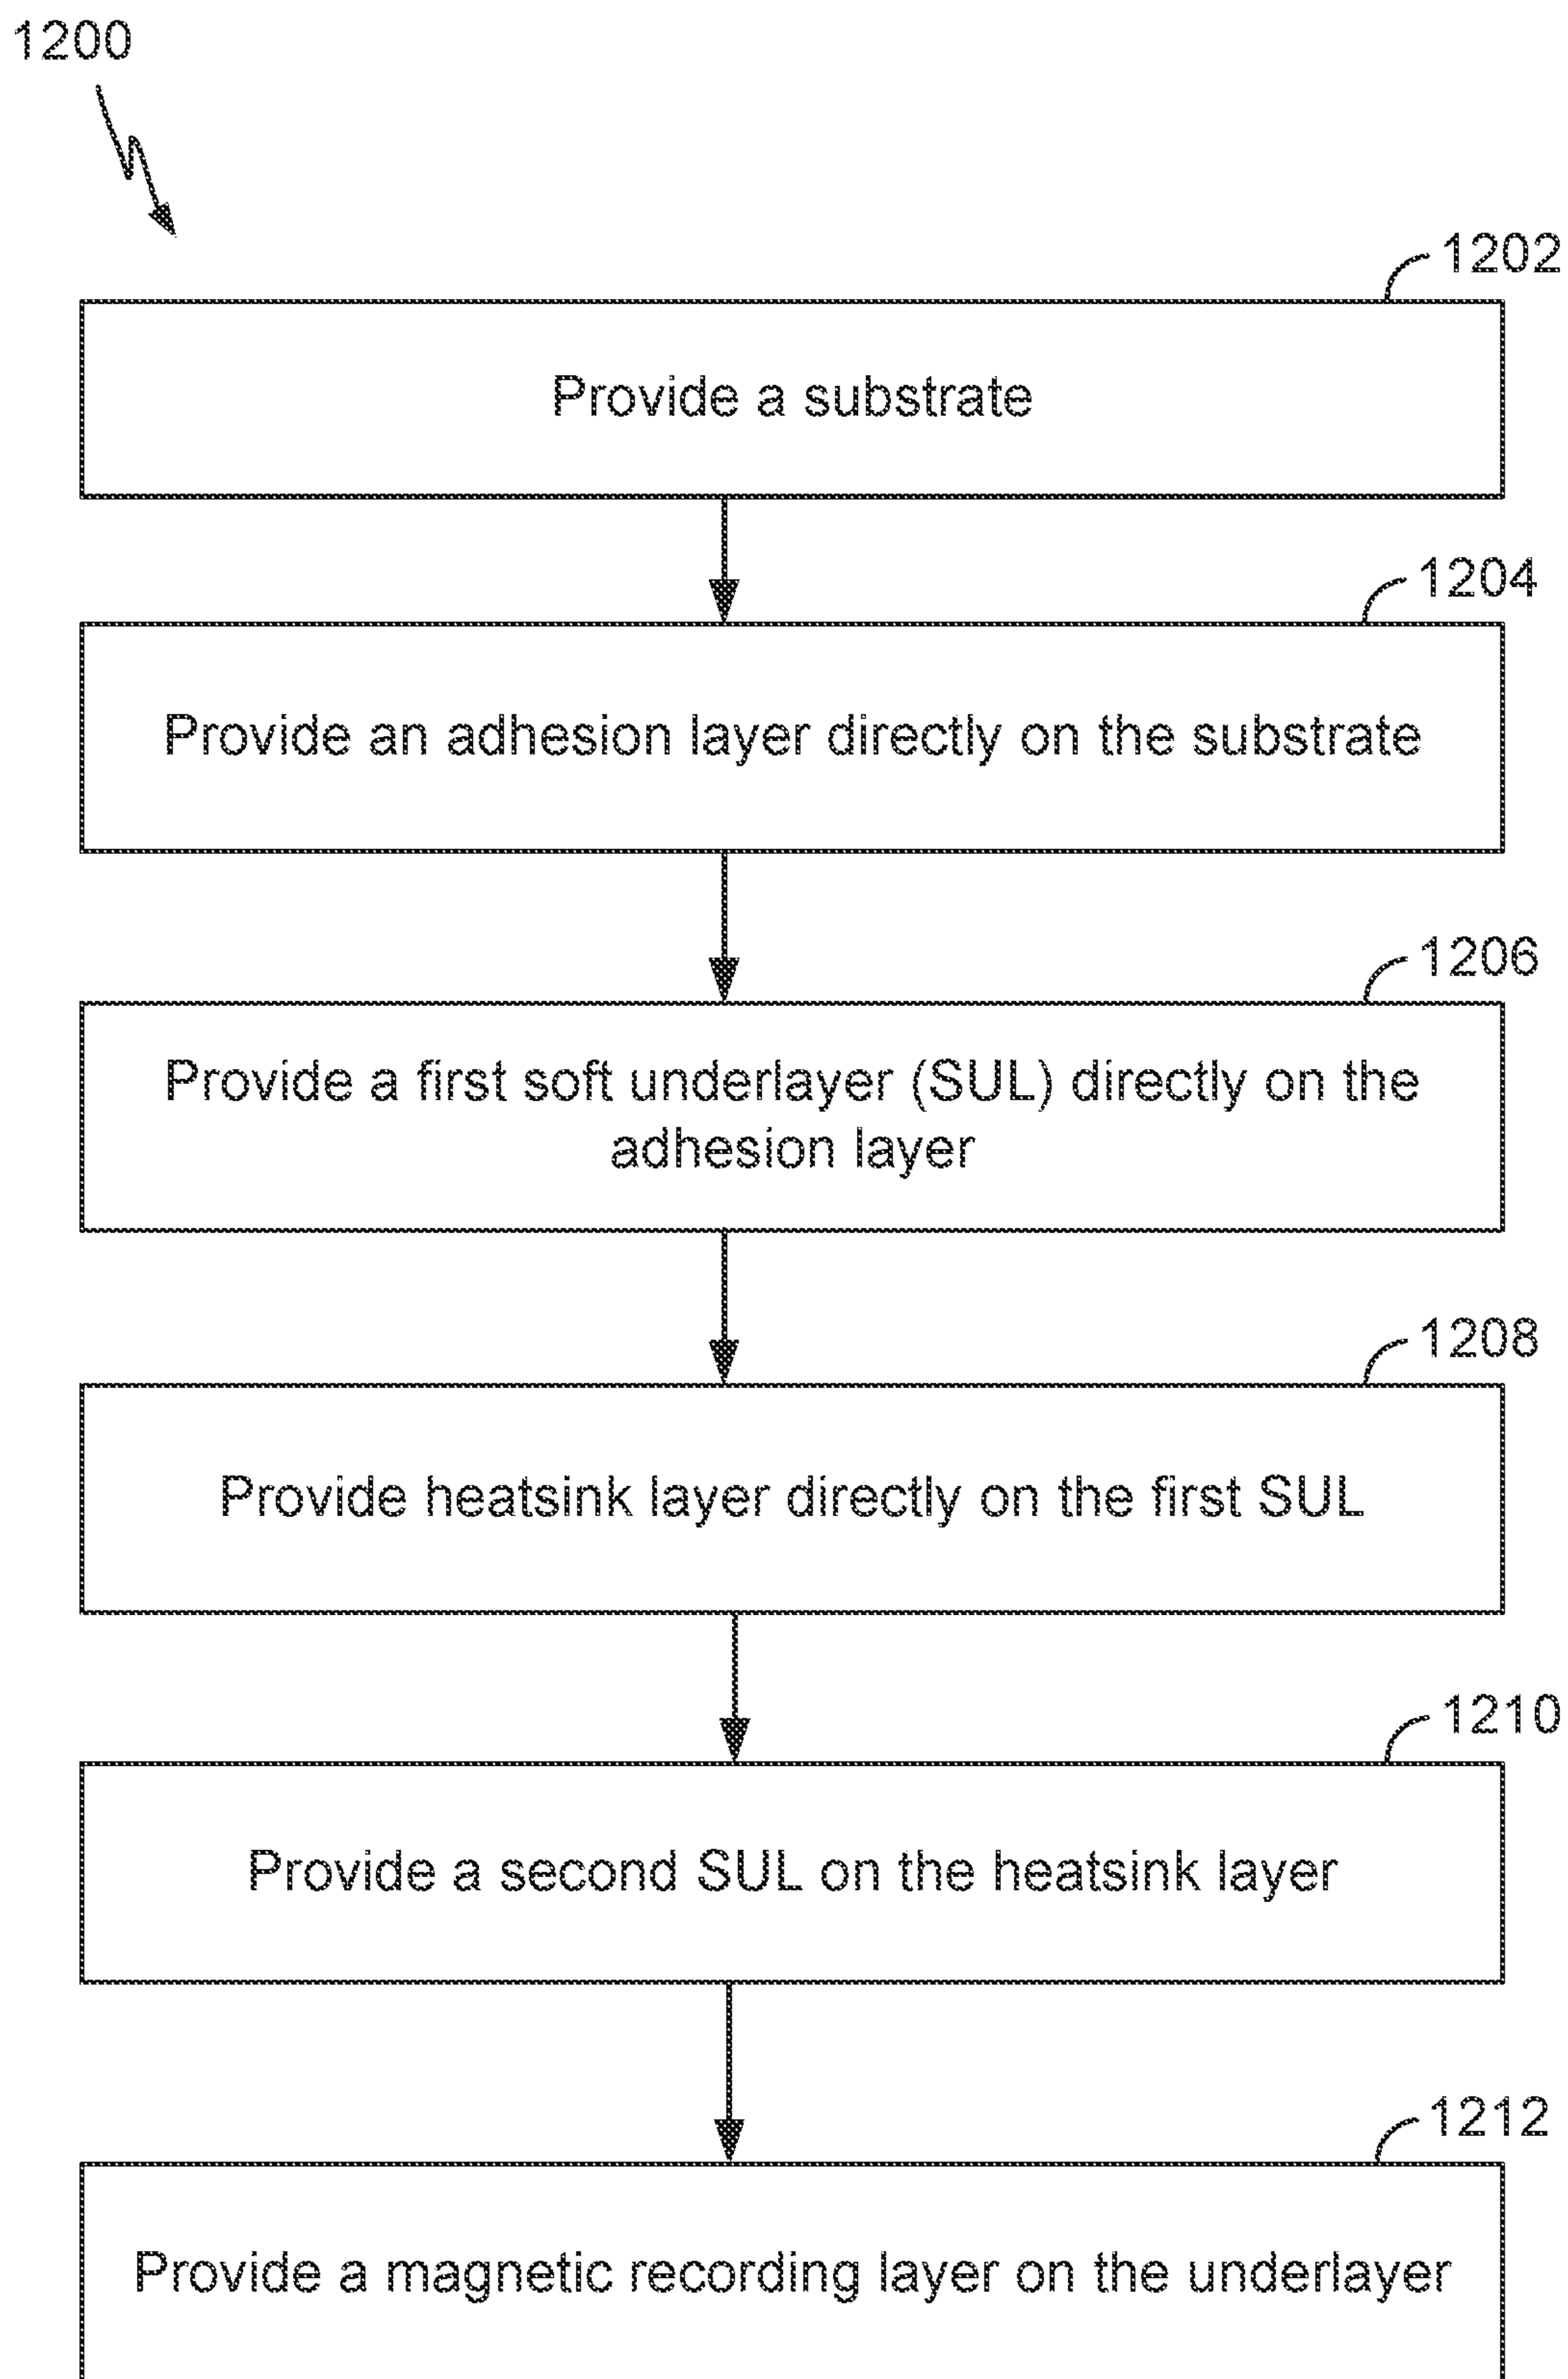 1200
1202
Provide a substrate
1204
Provide an adhesion layer directly on the substrate
1206
Provide a first soft underlayer (SUL) directly on the
adhesion layer
1208
Provide heatsink layer directly on the first SUL
1210
Provide a second SUL on the heatsink layer
1212
Provide a magnetic recording layer on the underlayer